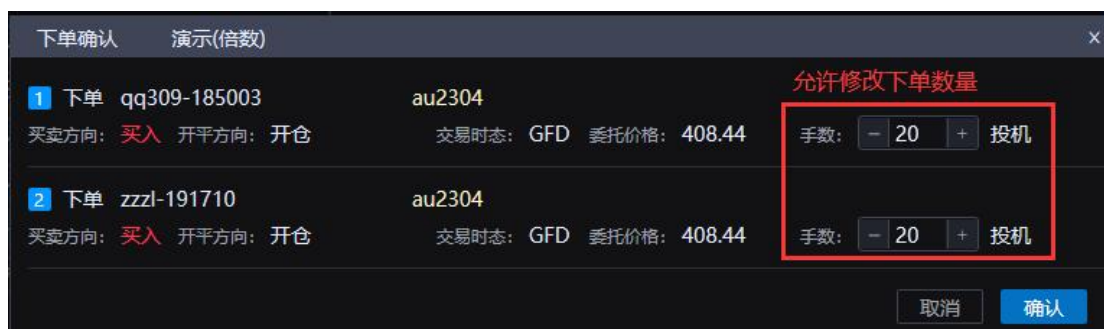 下单确认 演示(倍数) ×
允许修改下单数量
1 下单 qq309-185003 au2304
买卖方向: 买入 开平方向: 开仓 交易时态: GFD 委托价格: 408.44 手数: − 20 + 投机
2 下单 zzzl-191710 au2304
买卖方向: 买入 开平方向: 开仓 交易时态: GFD 委托价格: 408.44 手数: − 20 + 投机
取消 确认